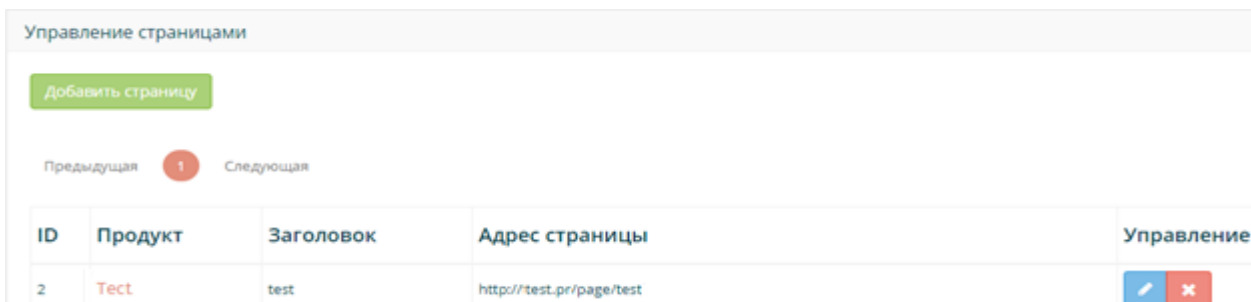 Управление страницами
Добавить страницу
Предыдущая 1 Следующая
ID Продукт Заголовок Адрес страницы Управление
2 Тест test http://test.pr/page/test